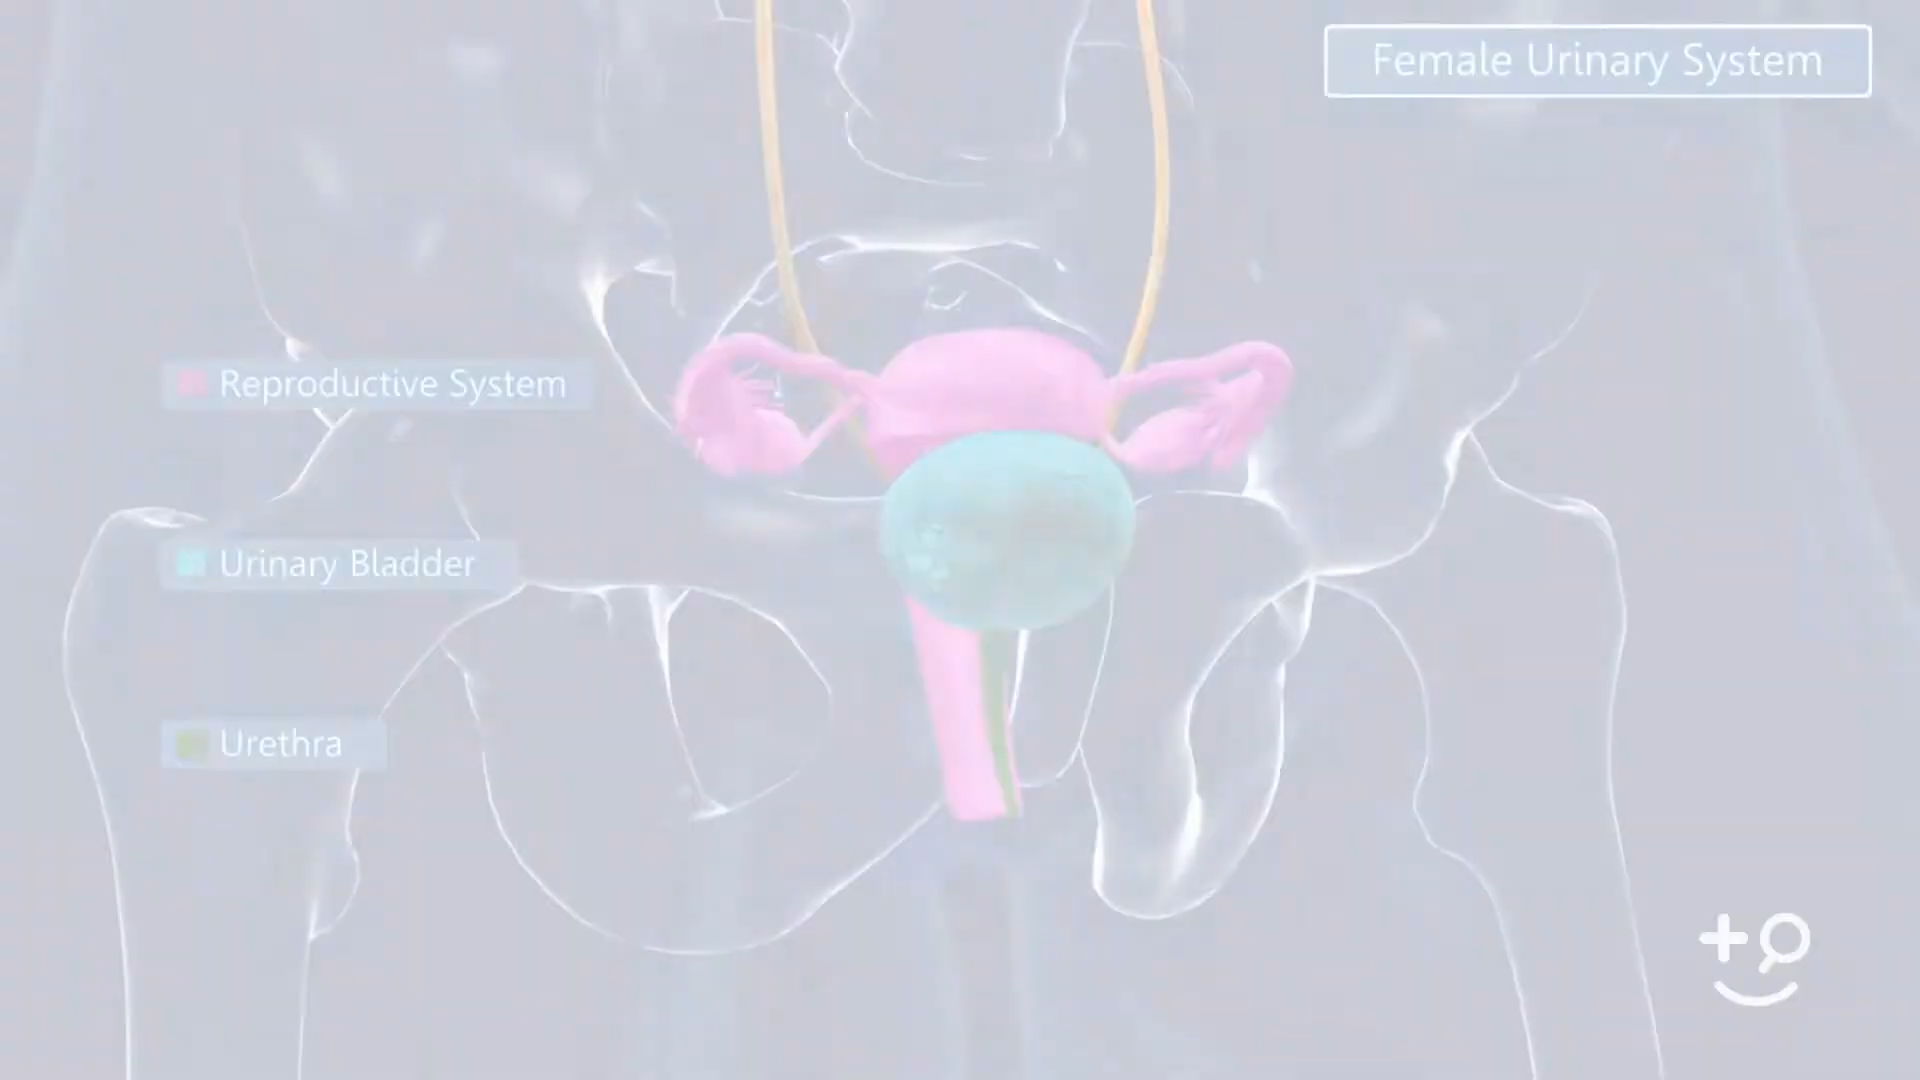 Female Urinary System
Reproductive System
Urinary Bladder
Urethra